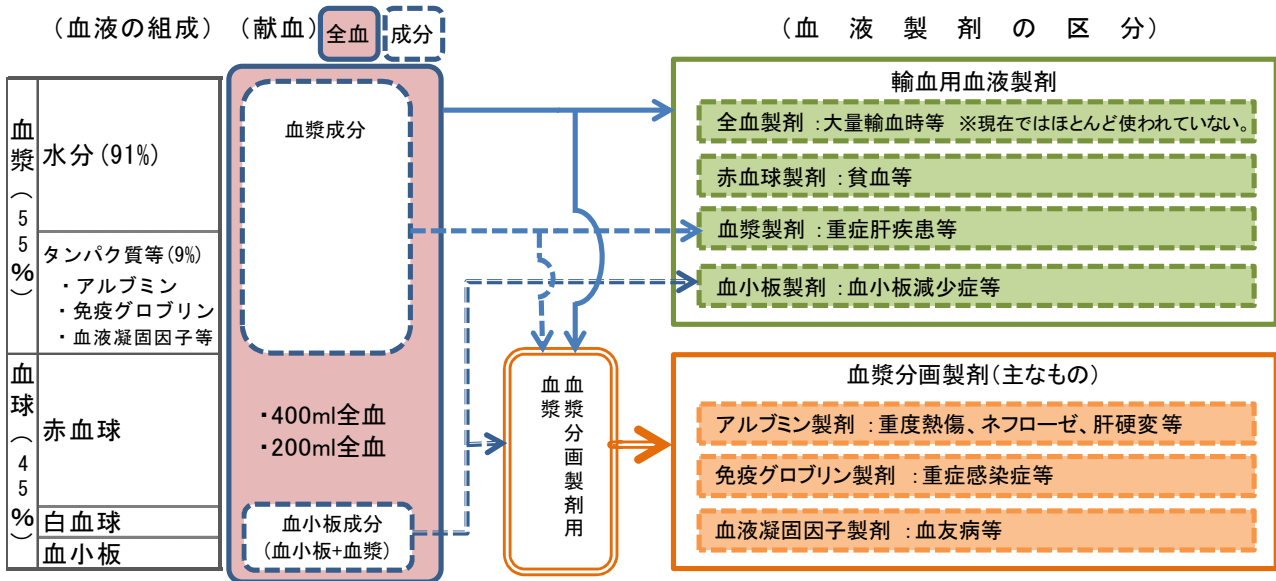 (血液の組成)
(献血)
全血
成分
(血液製剤の区分)
血漿(55%)
水分(91%)
タンパク質等(9%)
・アルブミン
・免疫グロブリン
・血液凝固因子等
血球(45%)
赤血球
白血球
血小板
血漿成分
・400ml全血
・200ml全血
血小板成分
(血小板+血漿)
血漿分画製剤用
血漿
輸血用血液製剤
全血製剤:大量輸血時等 ※現在ではほとんど使われていない。
赤血球製剤:貧血等
血漿製剤:重症肝疾患等
血小板製剤:血小板減少症等
血漿分画製剤(主なもの)
アルブミン製剤:重度熱傷、ネフローゼ、肝硬変等
免疫グロブリン製剤:重症感染症等
血液凝固因子製剤:血友病等